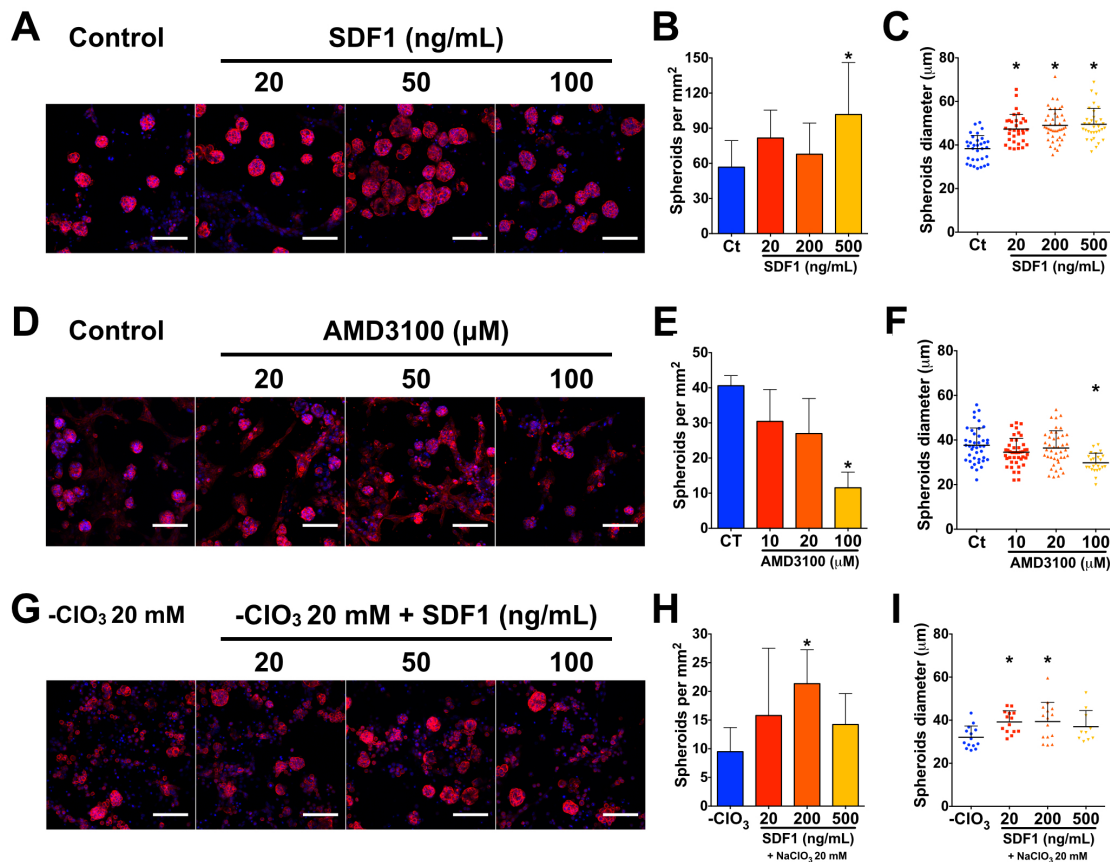 A
Control
SDF1 (ng/mL)
20
50
100
B
Spheroids per mm2
150
120
90
60
30
0
*
Ct
20
200
500
SDF1 (ng/mL)
C
Spheroids diameter (μm)
80
60
40
20
0
* * *
Ct
20
200
500
SDF1 (ng/mL)
D
Control
AMD3100 (μM)
20
50
100
E
Spheroids per mm2
50
40
30
20
10
0
*
CT
10
20
100
AMD3100 (μM)
F
Spheroids diameter (μm)
80
60
40
20
0
*
Ct
10
20
100
AMD3100 (μM)
G
-ClO3 20 mM
-ClO3 20 mM + SDF1 (ng/mL)
20
50
100
H
Spheroids per mm2
30
25
20
15
10
5
0
*
-ClO3
20
200
500
SDF1 (ng/mL)
+ NaClO3 20 mM
I
Spheroids diameter (μm)
80
60
40
20
0
* *
-ClO3
20
200
500
SDF1 (ng/mL)
+ NaClO3 20 mM